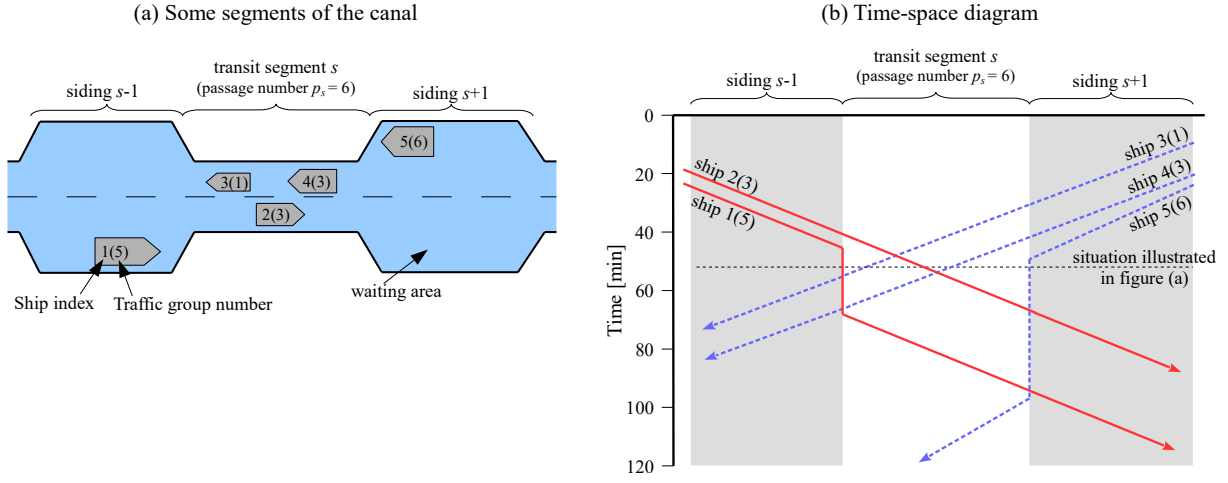 (a) Some segments of the canal
transit segment s
(passage number pₛ = 6)
siding s-1
siding s+1
5(6)
3(1)
4(3)
2(3)
1(5)
Ship index
Traffic group number
waiting area
(b) Time-space diagram
transit segment s
(passage number pₛ = 6)
siding s-1
siding s+1
Time [min]
0
20
40
60
80
100
120
ship 2(3)
ship 1(5)
ship 3(1)
ship 4(3)
ship 5(6)
situation illustrated
in figure (a)